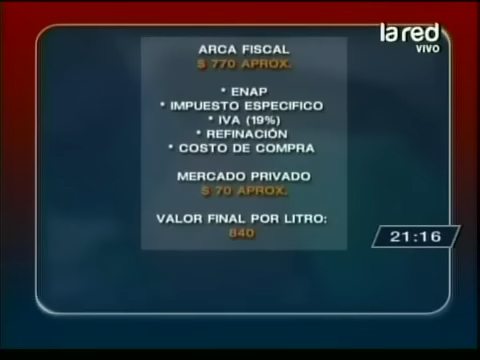 la red
VIVO
ARCA FISCAL
$ 770 APROX.
* ENAP
* IMPUESTO ESPECIFICO
* IVA (19%)
* REFINACIÓN
* COSTO DE COMPRA
MERCADO PRIVADO
$ 70 APROX.
VALOR FINAL POR LITRO:
840
21:16